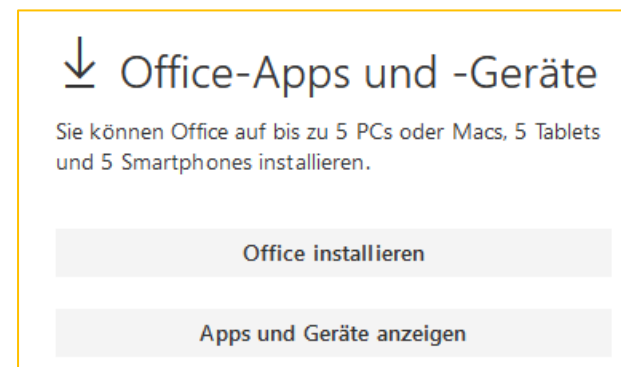 Office-Apps und -Geräte
Sie können Office auf bis zu 5 PCs oder Macs, 5 Tablets
und 5 Smartphones installieren.
Office installieren
Apps und Geräte anzeigen